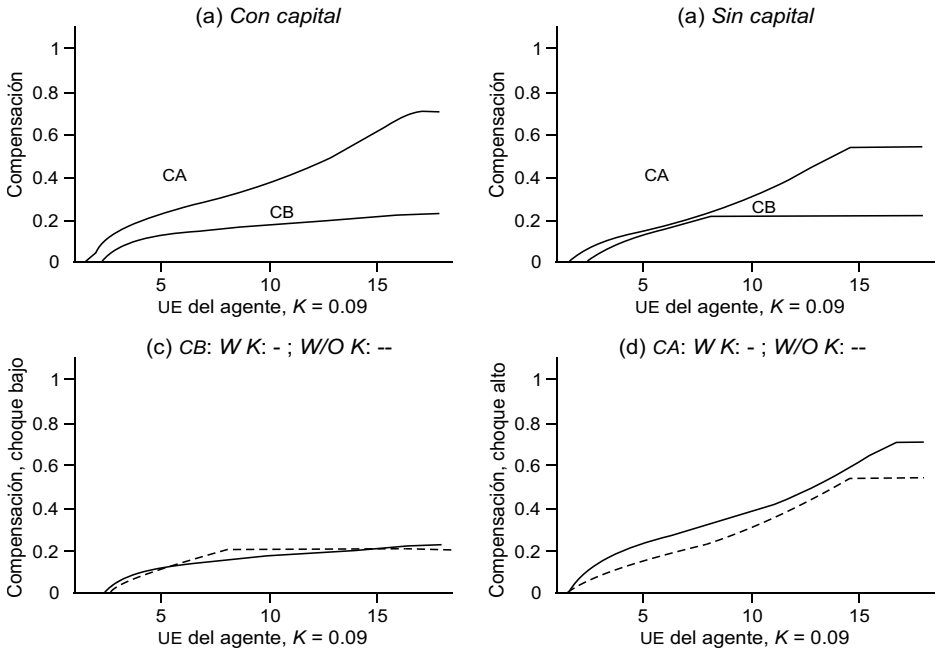 (a) Con capital
Compensación
1
0.8
0.6
0.4
0.2
0
CA
CB
5
10
15
UE del agente, K = 0.09
(a) Sin capital
Compensación
1
0.8
0.6
0.4
0.2
0
CA
CB
5
10
15
UE del agente, K = 0.09
(c) CB: W K: - ; W/O K: --
Compensación, choque bajo
1
0.8
0.6
0.4
0.2
0
5
10
15
UE del agente, K = 0.09
(d) CA: W K: - ; W/O K: --
Compensación, choque alto
1
0.8
0.6
0.4
0.2
0
5
10
15
UE del agente, K = 0.09